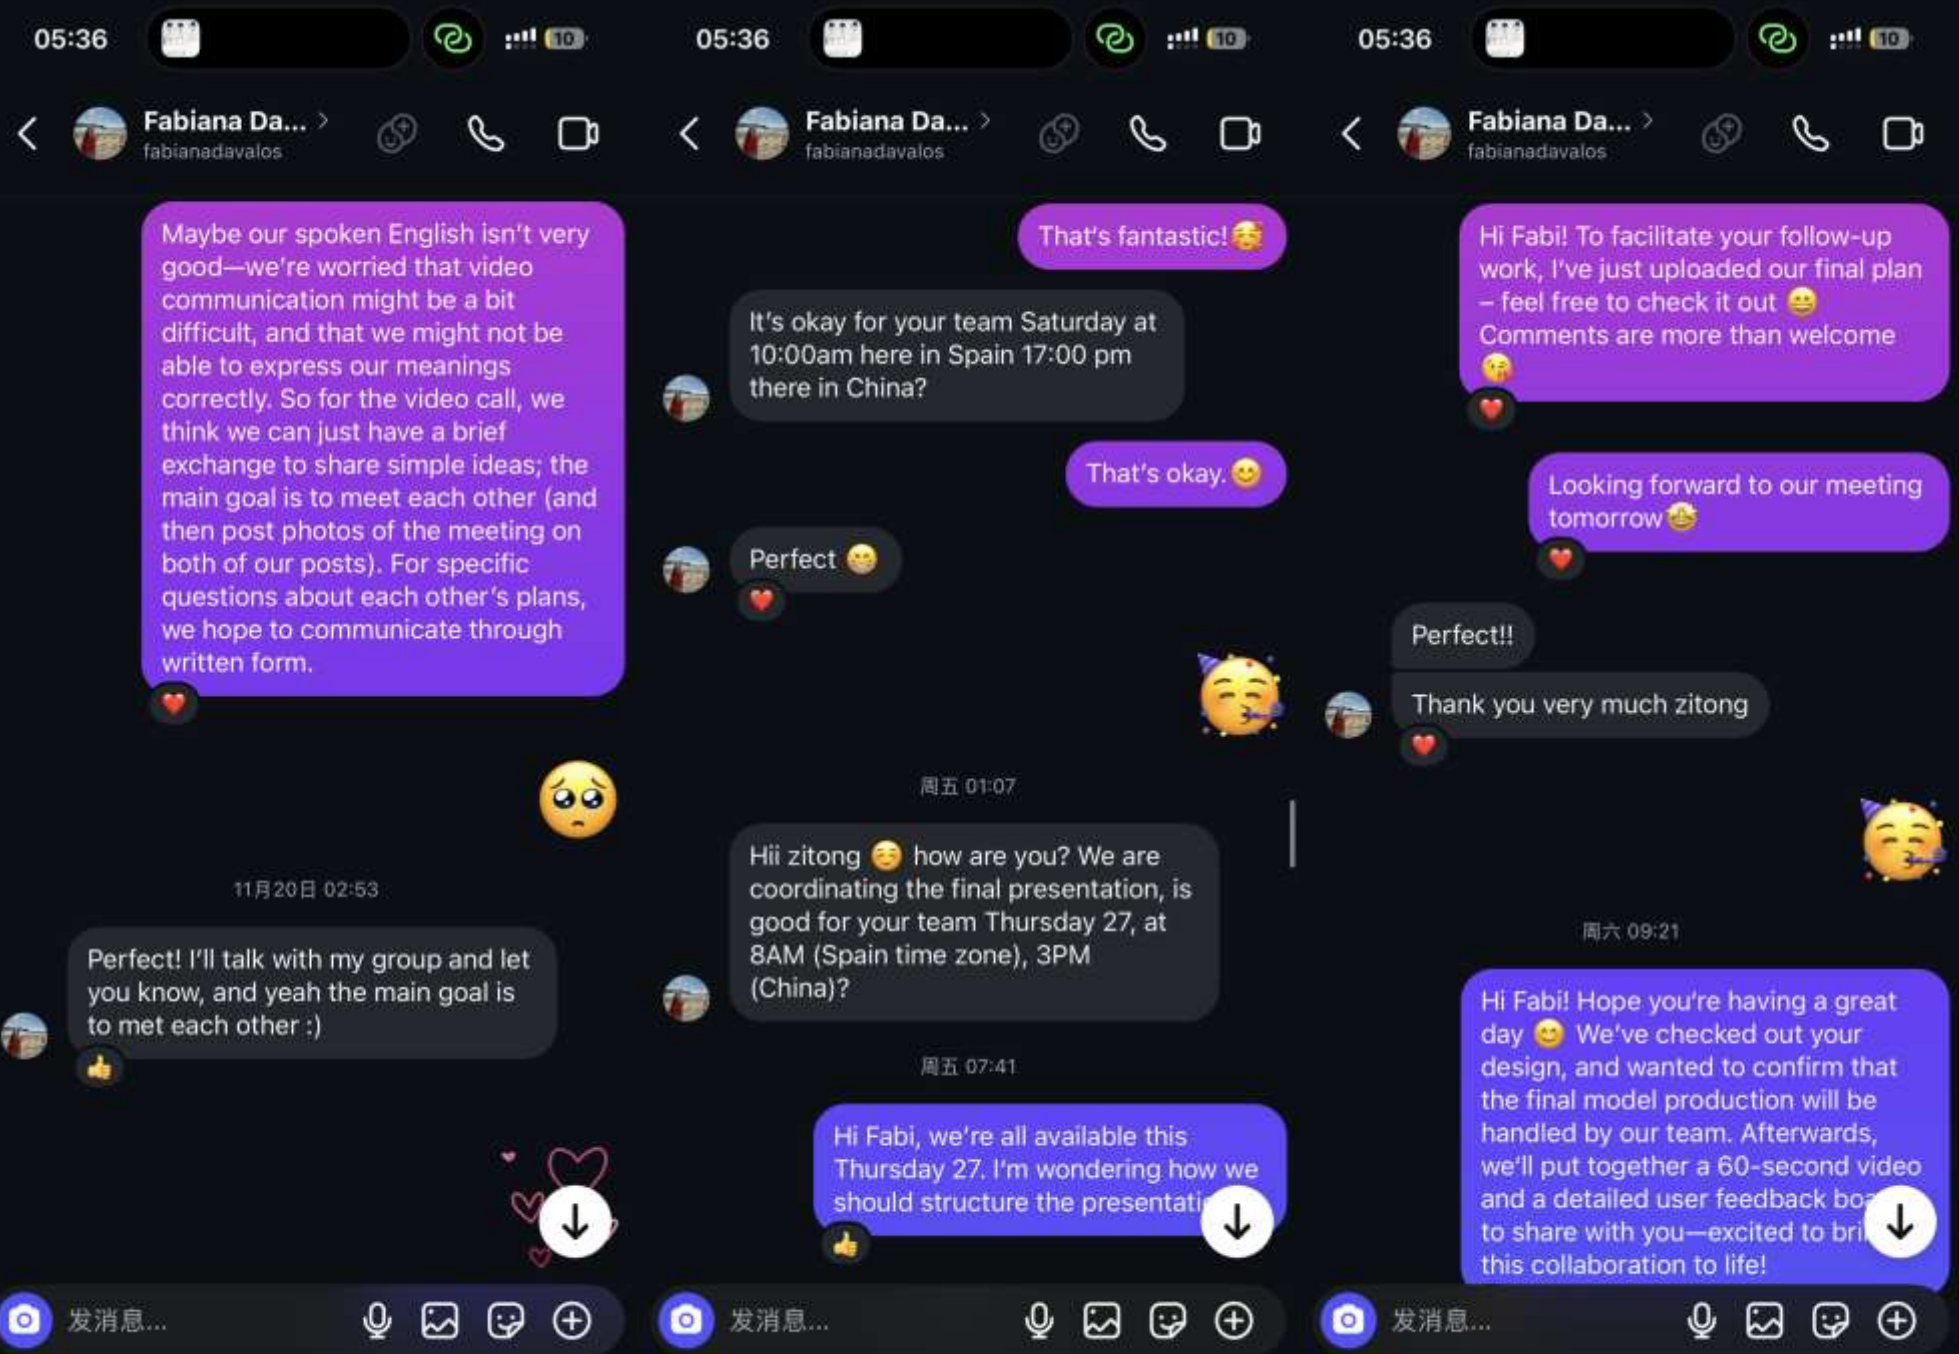 05:36
10
Fabiana Da...
fabianadavalos
Maybe our spoken English isn't very
good—we're worried that video
communication might be a bit
difficult, and that we might not be
able to express our meanings
correctly. So for the video call, we
think we can just have a brief
exchange to share simple ideas; the
main goal is to meet each other (and
then post photos of the meeting on
both of our posts). For specific
questions about each other's plans,
we hope to communicate through
written form.
11月20日 02:53
Perfect! I'll talk with my group and let
you know, and yeah the main goal is
to met each other :)
发消息...
05:36
10
Fabiana Da...
fabianadavalos
That's fantastic!🥰
It's okay for your team Saturday at
10:00am here in Spain 17:00 pm
there in China?
That's okay.😊
Perfect 😁
周五 01:07
Hii zitong ☺️ how are you? We are
coordinating the final presentation, is
good for your team Thursday 27, at
8AM (Spain time zone), 3PM
(China)?
周五 07:41
Hi Fabi, we're all available this
Thursday 27. I'm wondering how we
should structure the
发消息...
05:36
10
Fabiana Da...
fabianadavalos
Hi Fabi! To facilitate your follow-up
work, I've just uploaded our final plan
– feel free to check it out 😄
Comments are more than welcome
😘
Looking forward to our meeting
tomorrow🤩
Perfect!!
Thank you very much zitong
周六 09:21
Hi Fabi! Hope you're having a great
day 😊 We've checked out your
design, and wanted to confirm that
the final model production will be
handled by our team. Afterwards,
we'll put together a 60-second video
and a detailed user feedback
to share with you—excited to
this collaboration to life!
发消息...